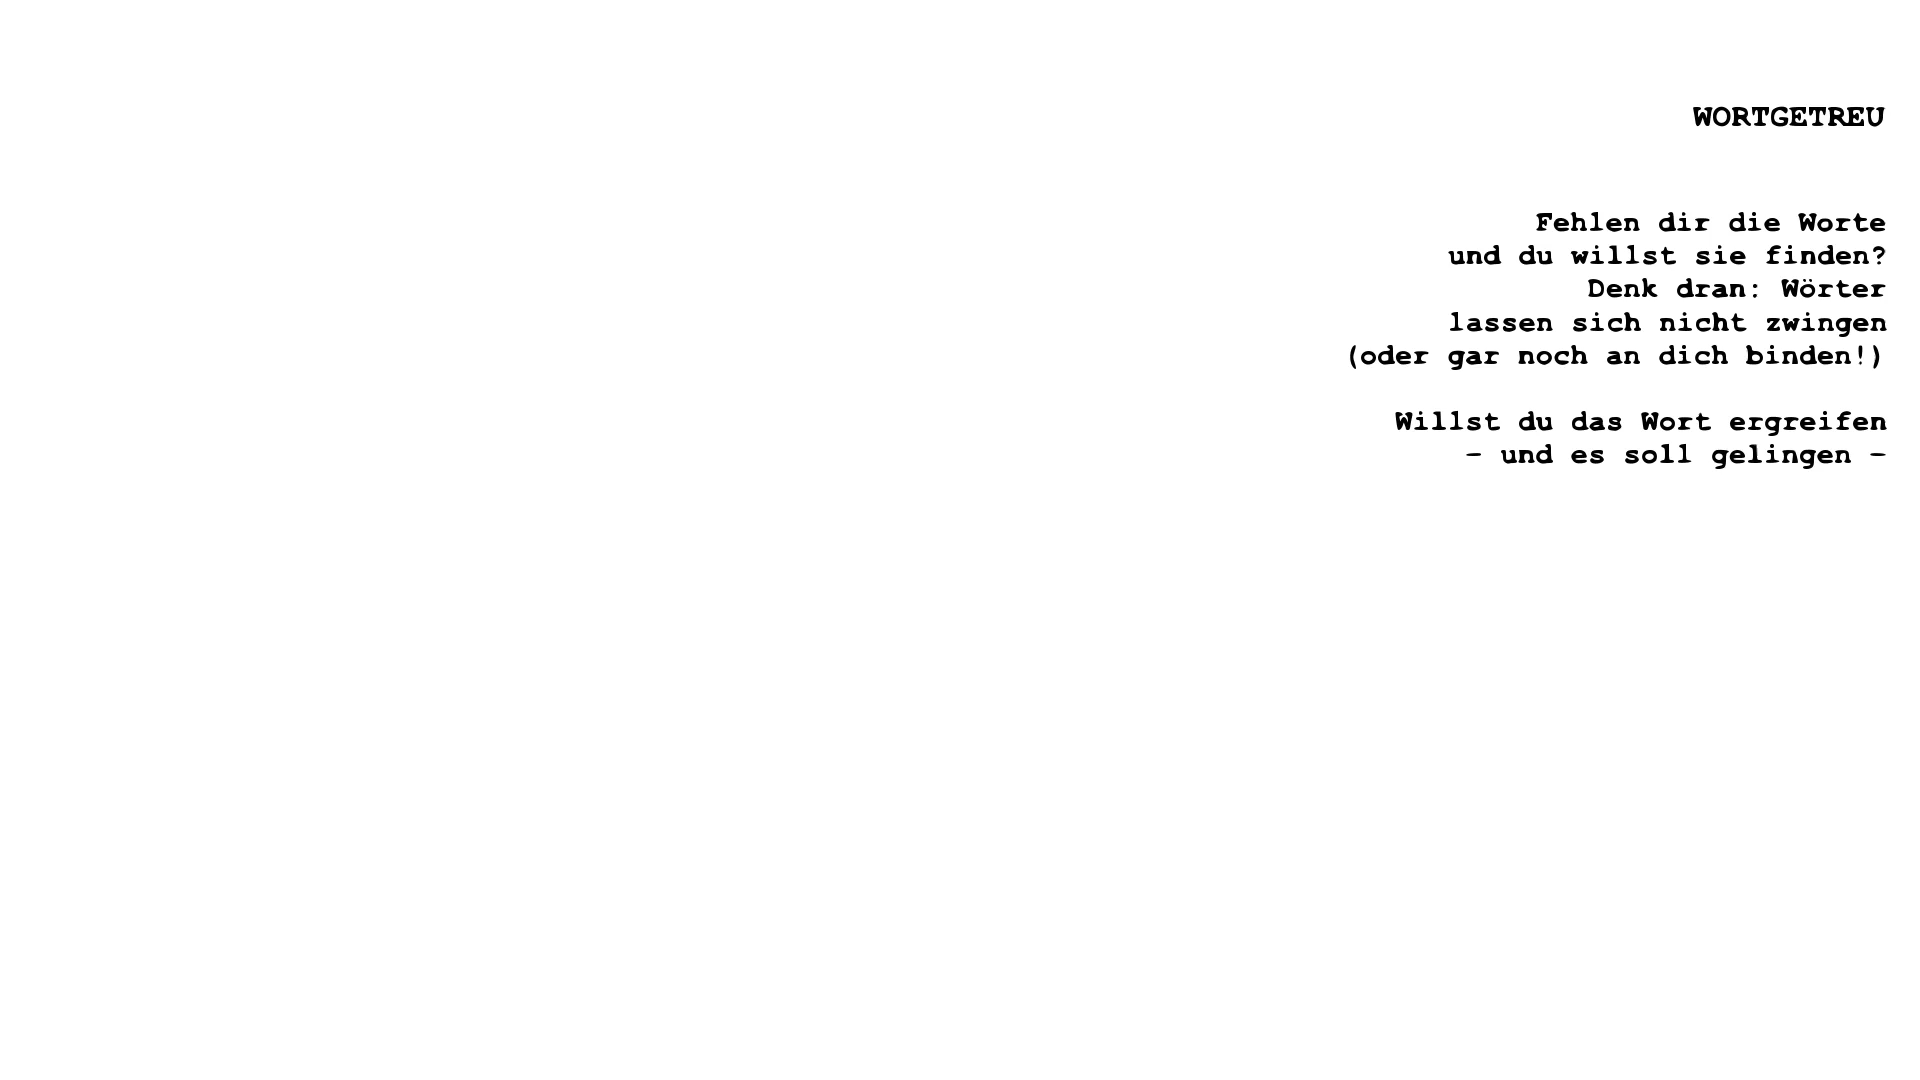 WORTGETREU
Fehlen dir die Worte
und du willst sie finden?
Denk dran: Wörter
lassen sich nicht zwingen
(oder gar noch an dich binden!)
Willst du das Wort ergreifen
- und es soll gelingen -